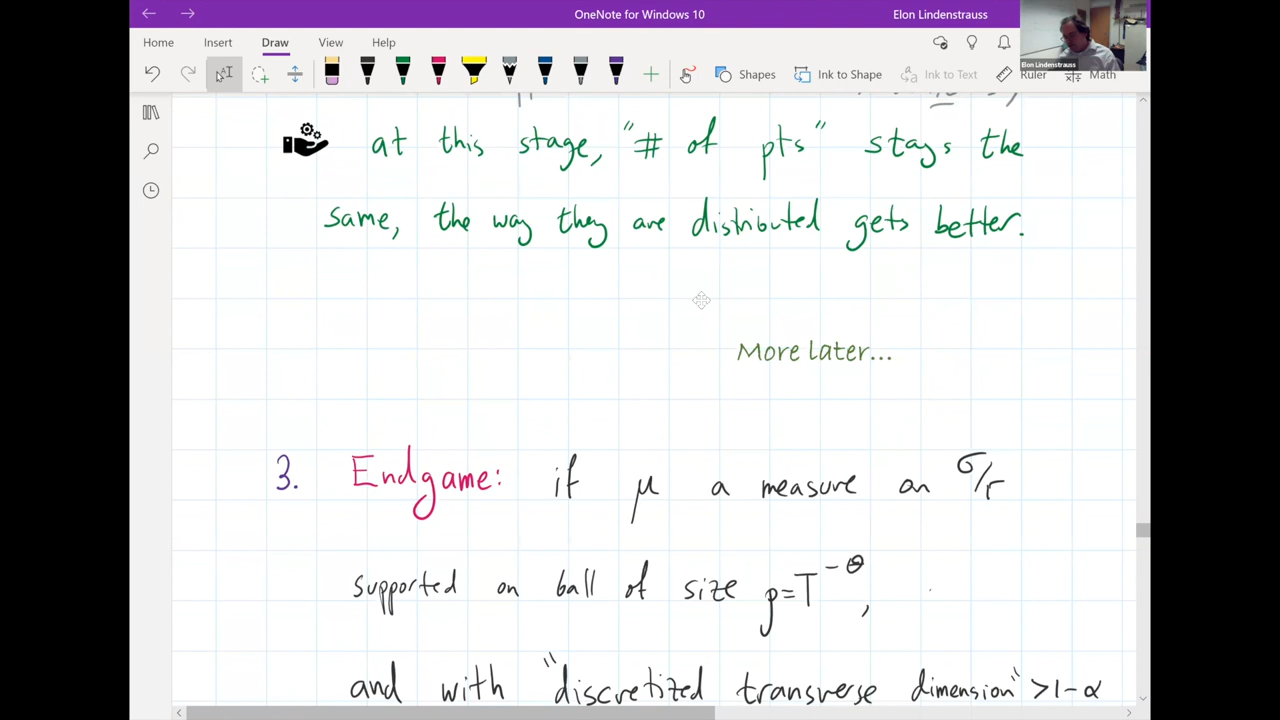 OneNote for Windows 10
Elon Lindenstrauss
Home Insert Draw View Help
Shapes Ink to Shape Ink to Text Ruler Math
Elon Lindenstrauss
at this stage, "# of pts" stays the
same, the way they are distributed gets better.
More later...
3. Endgame: if μ a measure on G/Γ
supported on ball of size ρ=T^-θ,
and with "discretized transverse dimension" >1-α